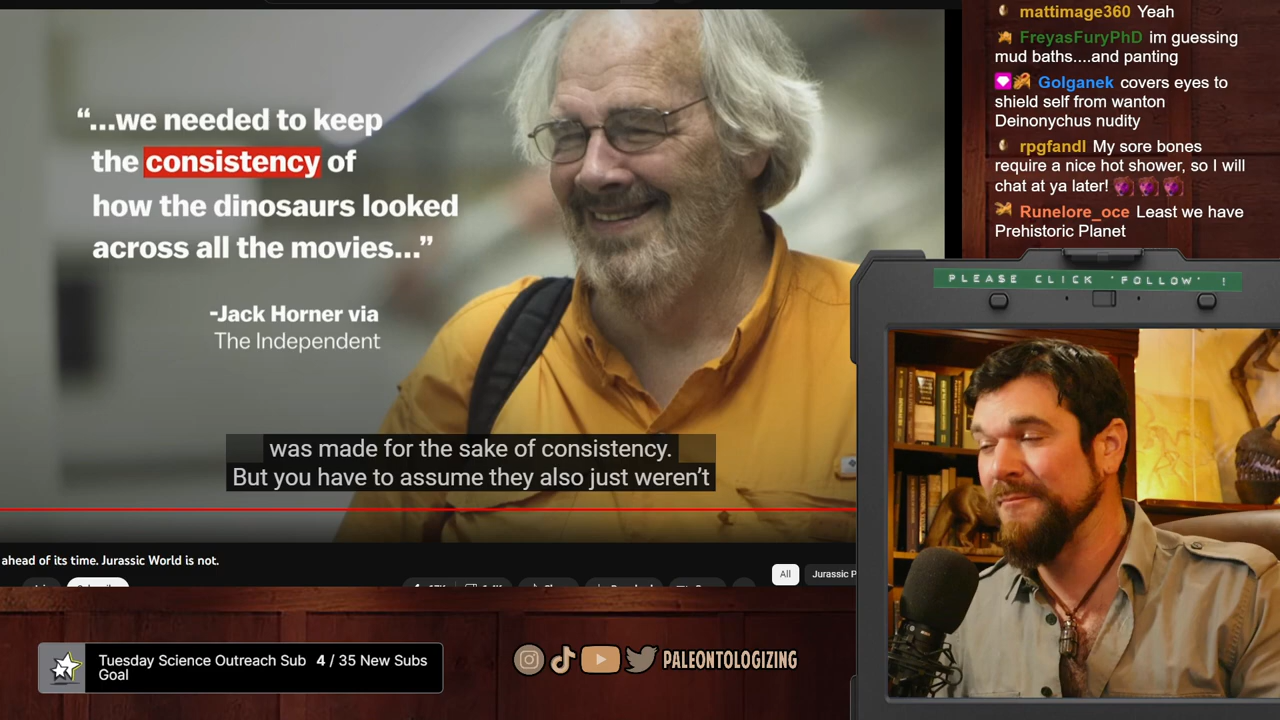 “...we needed to keep
the consistency of
how the dinosaurs looked
across all the movies...”
-Jack Horner via
The Independent
was made for the sake of consistency.
But you have to assume they also just weren’t
ahead of its time. Jurassic World is not.
All
Jurassic P
mattimage360 Yeah
FreyasFuryPhD im guessing
mud baths....and panting
Golganek covers eyes to
shield self from wanton
Deinonychus nudity
rpgfandl My sore bones
require a nice hot shower, so I will
chat at ya later!
Runelore_oce Least we have
Prehistoric Planet
PLEASE CLICK 'FOLLOW' !
Tuesday Science Outreach Sub 4 / 35 New Subs
Goal
PALEONTOLOGIZING